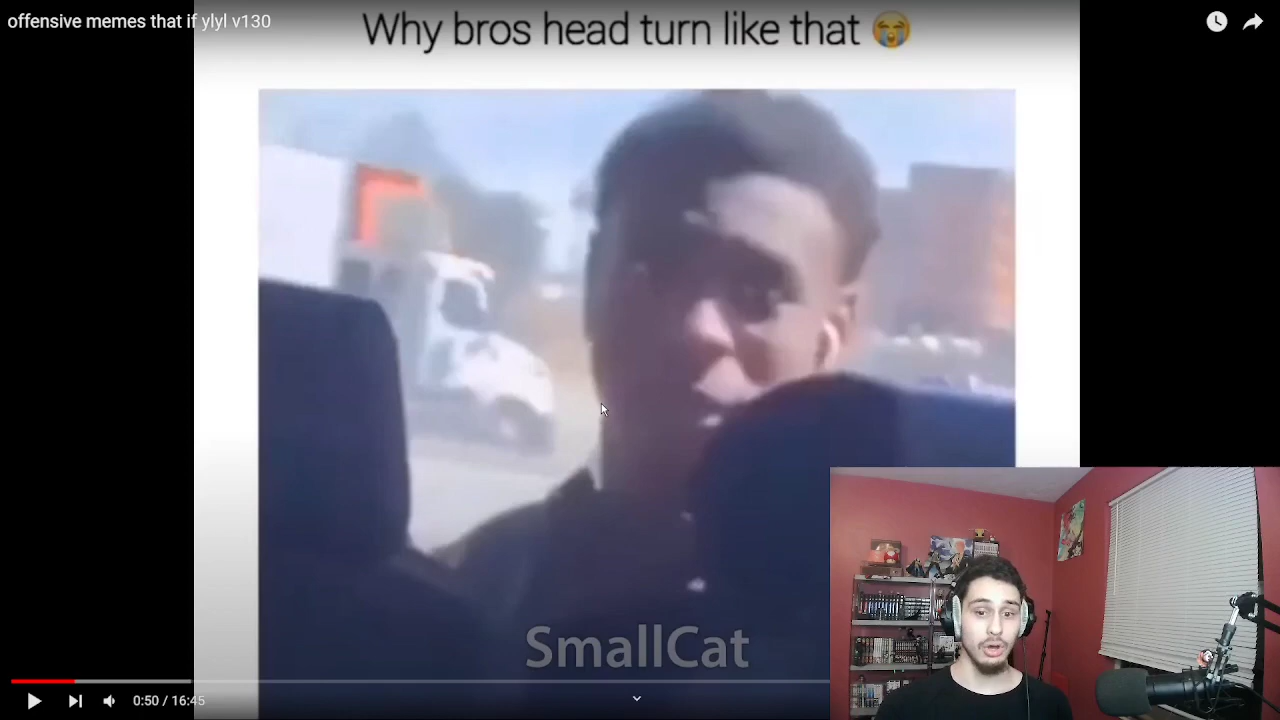 offensive memes that if ylyl v130
Why bros head turn like that 😭
SmallCat
0:50 / 16:45